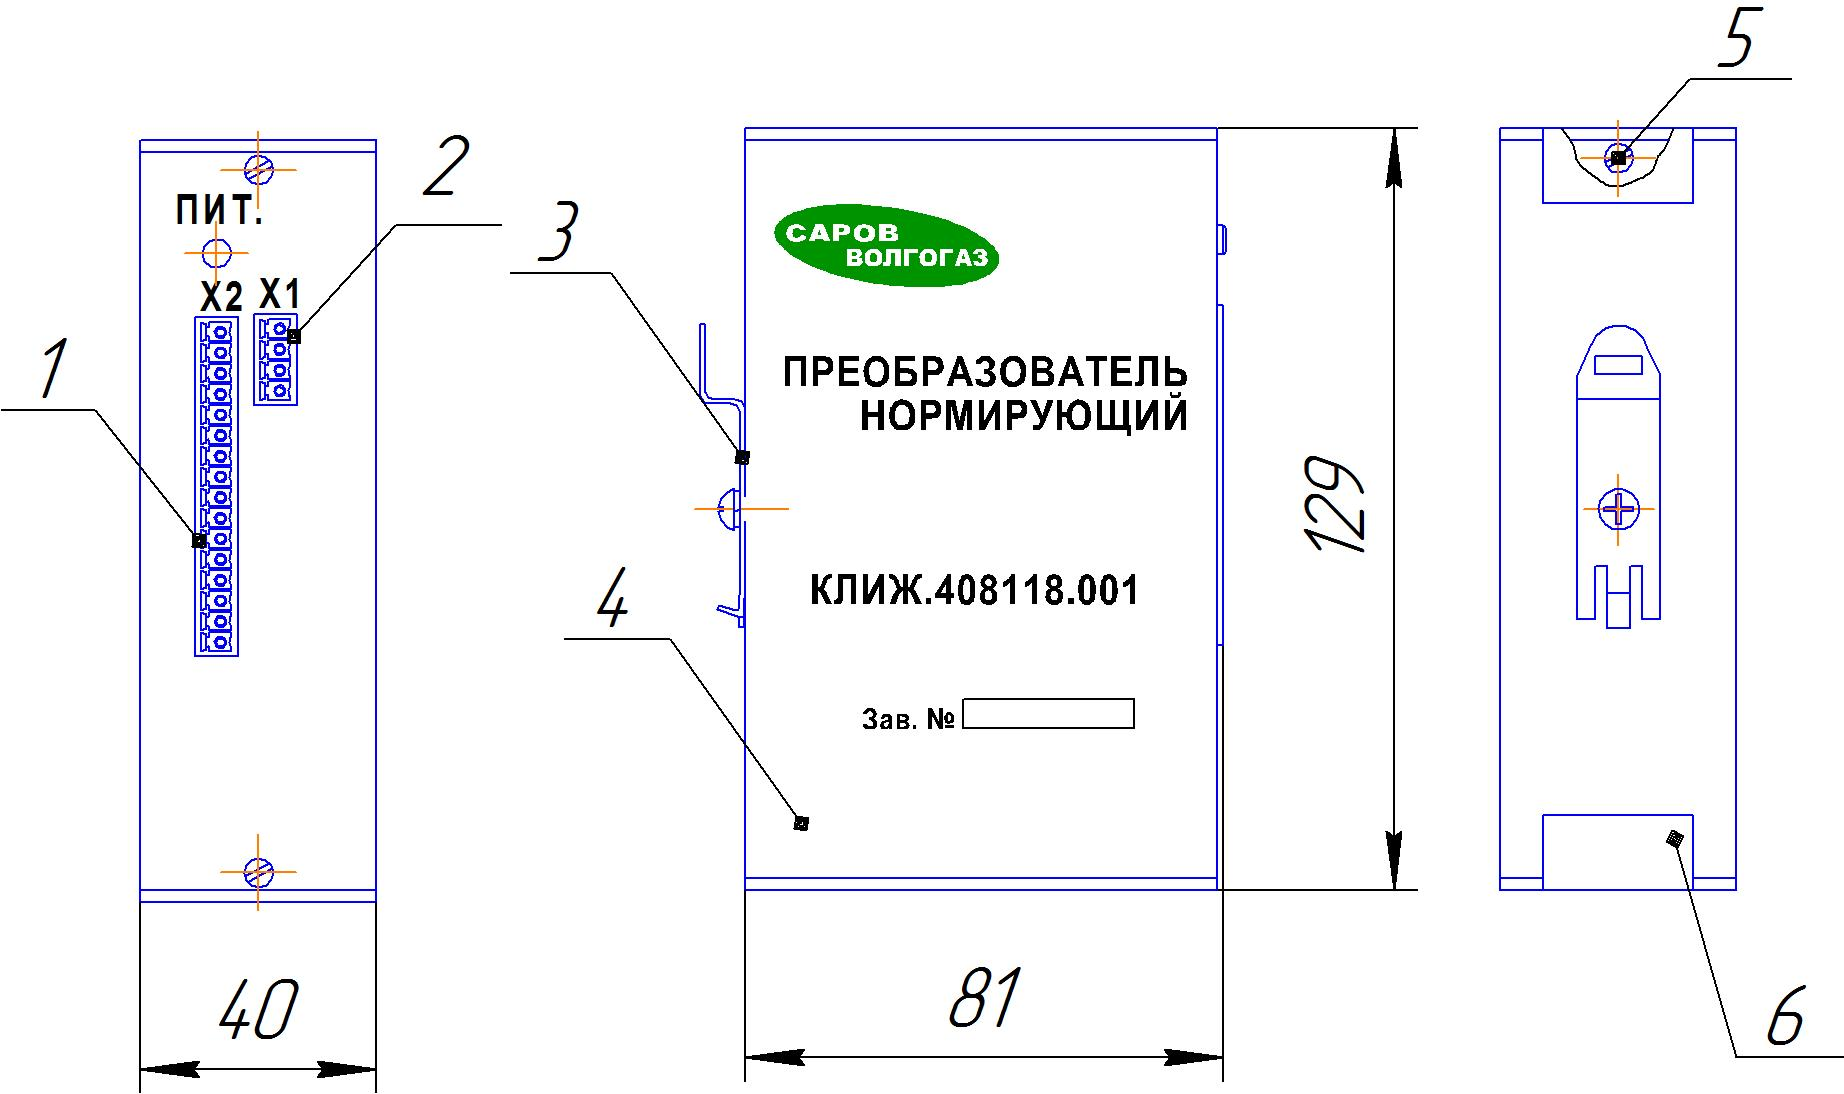 5
2
ПИТ.
3
САРОВ
ВОЛГОГАЗ
X2 X1
1
ПРЕОБРАЗОВАТЕЛЬ
НОРМИРУЮЩИЙ
129
4
КЛИЖ.408118.001
Зав. №
40
81
6